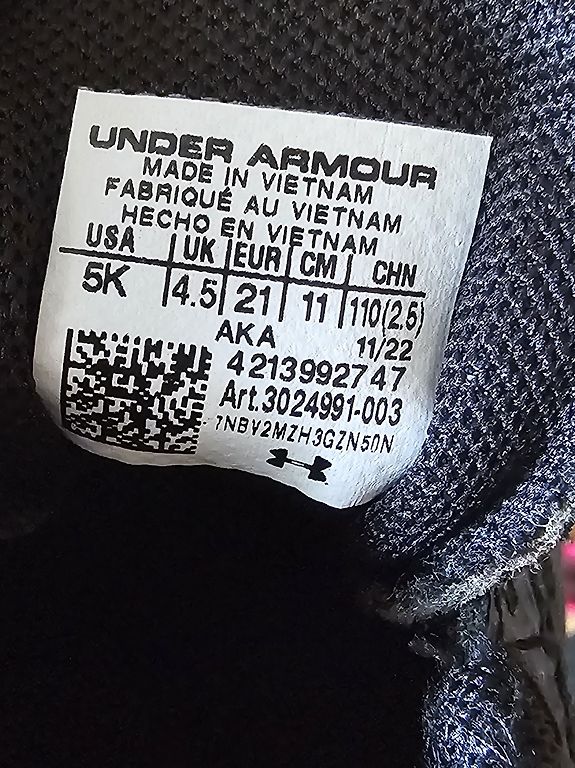 UNDER ARMOUR
MADE IN VIETNAM
FABRIQUÉ AU VIETNAM
HECHO EN VIETNAM
USA UK EUR CM CHN
5K 4.5 21 11 110(2.5)
AKA 11/22
4213992747
Art.3024991-003
7NBV2MZH3GZN50N